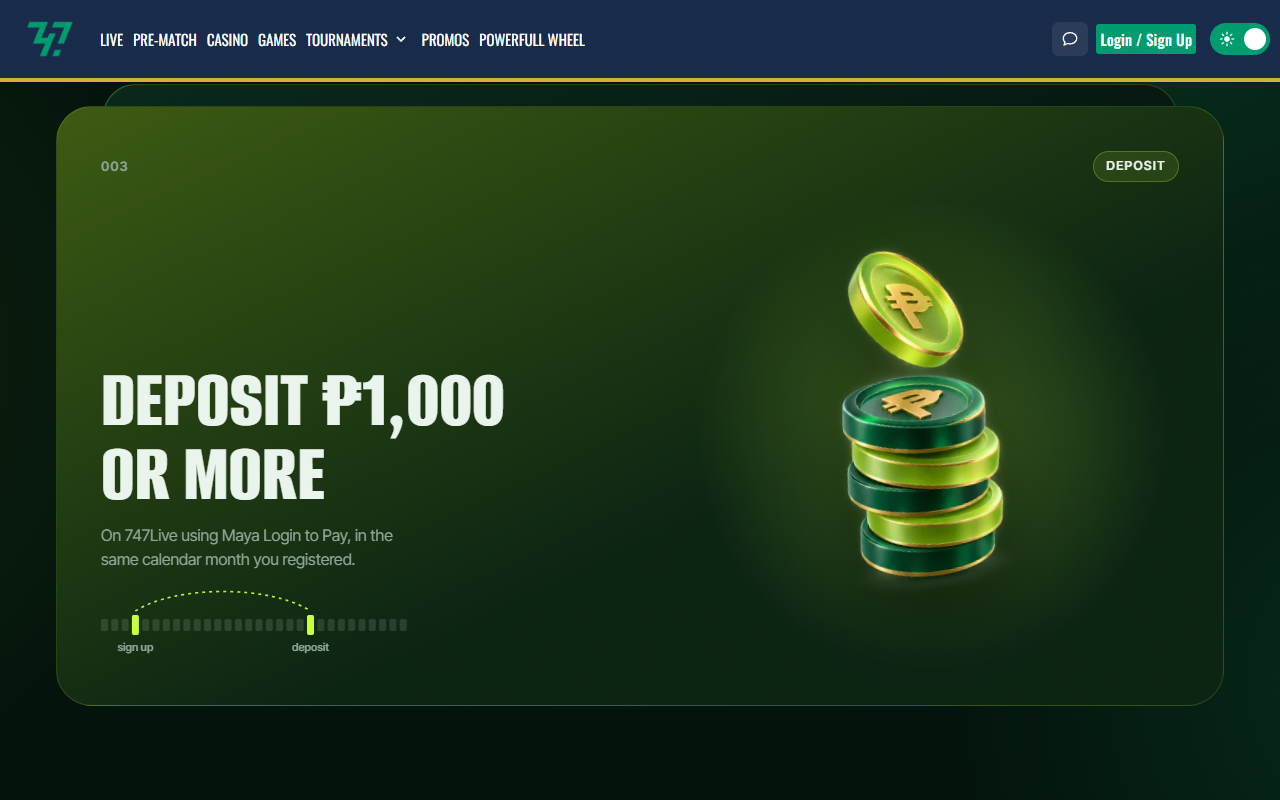 747
LIVE PRE-MATCH CASINO GAMES TOURNAMENTS PROMOS POWERFULL WHEEL
Login / Sign Up
003
DEPOSIT
DEPOSIT ₱1,000
OR MORE
On 747Live using Maya Login to Pay, in the
same calendar month you registered.
sign up
deposit